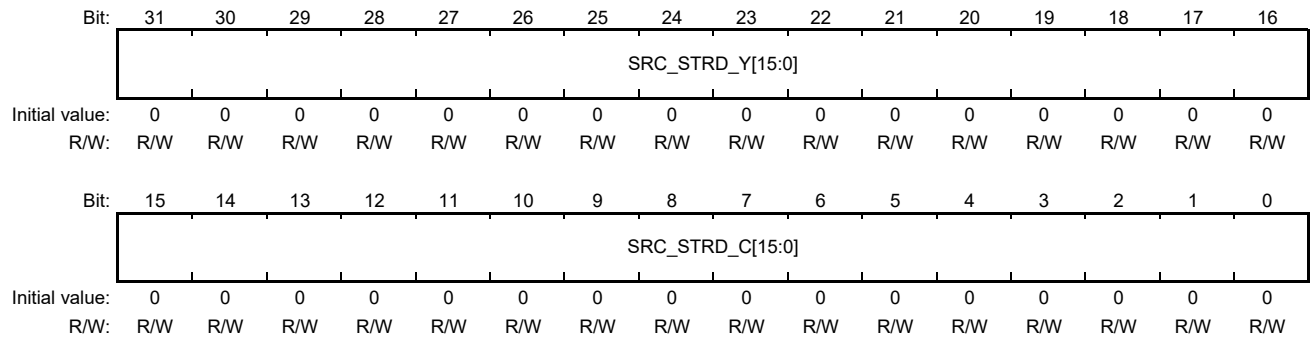 Bit: 31 30 29 28 27 26 25 24 23 22 21 20 19 18 17 16
SRC_STRD_Y[15:0]
Initial value: 0 0 0 0 0 0 0 0 0 0 0 0 0 0 0 0
R/W: R/W R/W R/W R/W R/W R/W R/W R/W R/W R/W R/W R/W R/W R/W R/W R/W
Bit: 15 14 13 12 11 10 9 8 7 6 5 4 3 2 1 0
SRC_STRD_C[15:0]
Initial value: 0 0 0 0 0 0 0 0 0 0 0 0 0 0 0 0
R/W: R/W R/W R/W R/W R/W R/W R/W R/W R/W R/W R/W R/W R/W R/W R/W R/W